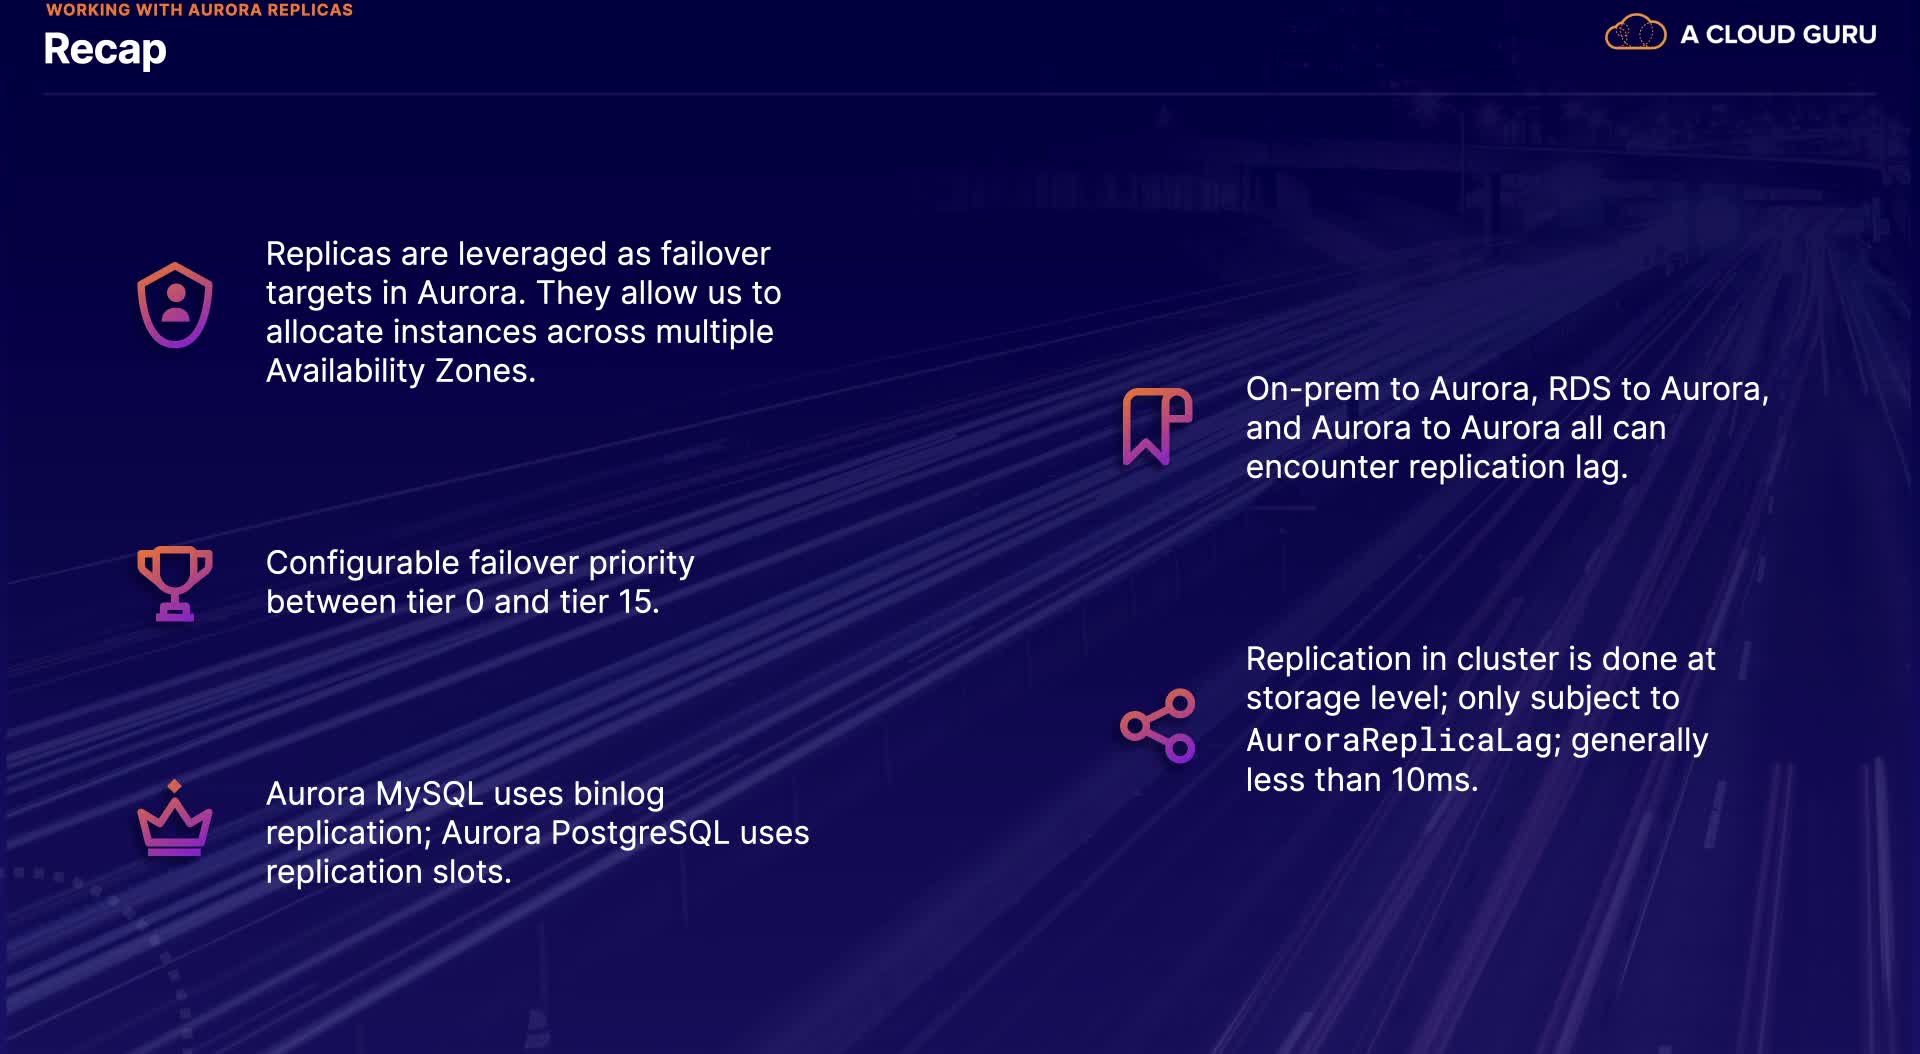 WORKING WITH AURORA REPLICAS
Recap
A CLOUD GURU
Replicas are leveraged as failover
targets in Aurora. They allow us to
allocate instances across multiple
Availability Zones.
Configurable failover priority
between tier 0 and tier 15.
Aurora MySQL uses binlog
replication; Aurora PostgreSQL uses
replication slots.
On-prem to Aurora, RDS to Aurora,
and Aurora to Aurora all can
encounter replication lag.
Replication in cluster is done at
storage level; only subject to
AuroraReplicaLag; generally
less than 10ms.